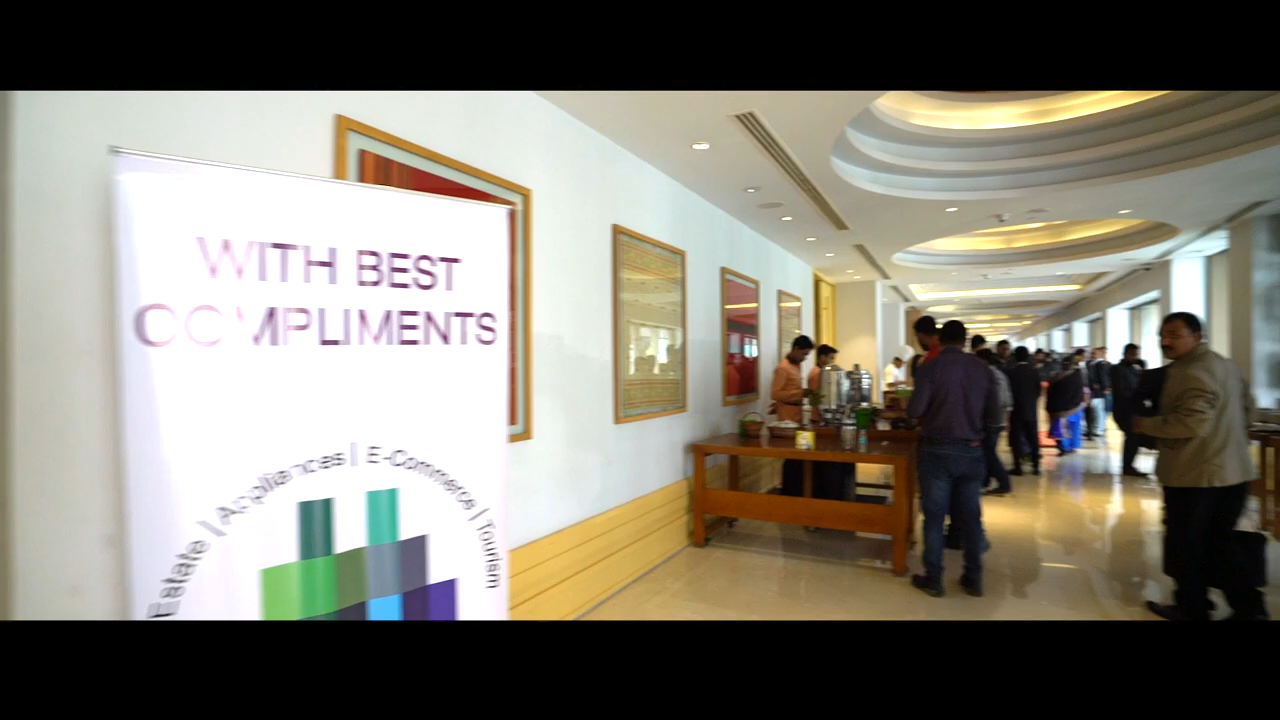 WITH BEST
COMPLIMENTS
Estate | Appliances | E-Commerce | Tourism